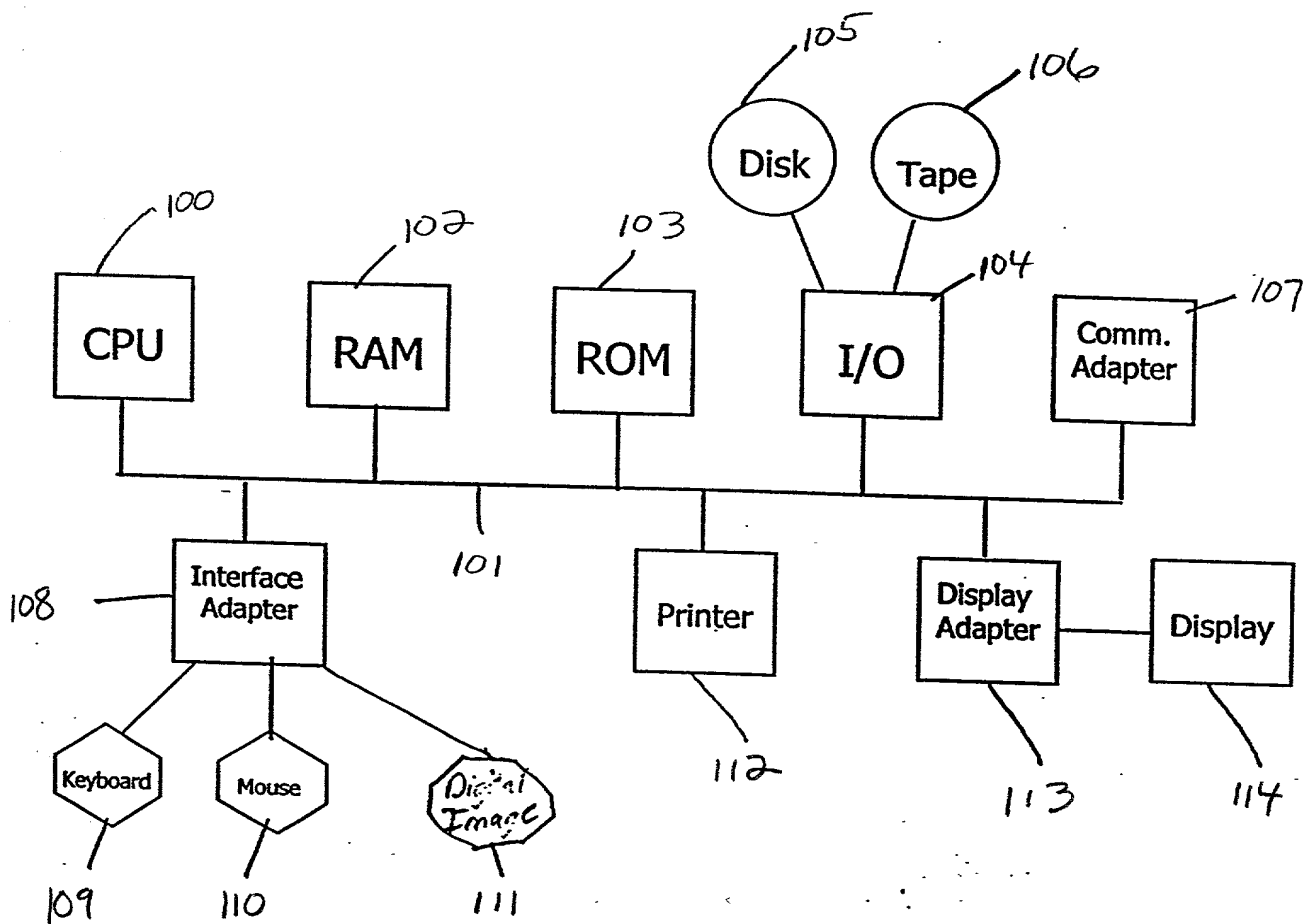 105
106
Disk
Tape
100
102
103
104
107
CPU
RAM
ROM
I/O
Comm.
Adapter
101
108
Interface
Adapter
Printer
Display
Adapter
Display
Keyboard
Mouse
Digital
Image
112
113
114
109
110
111